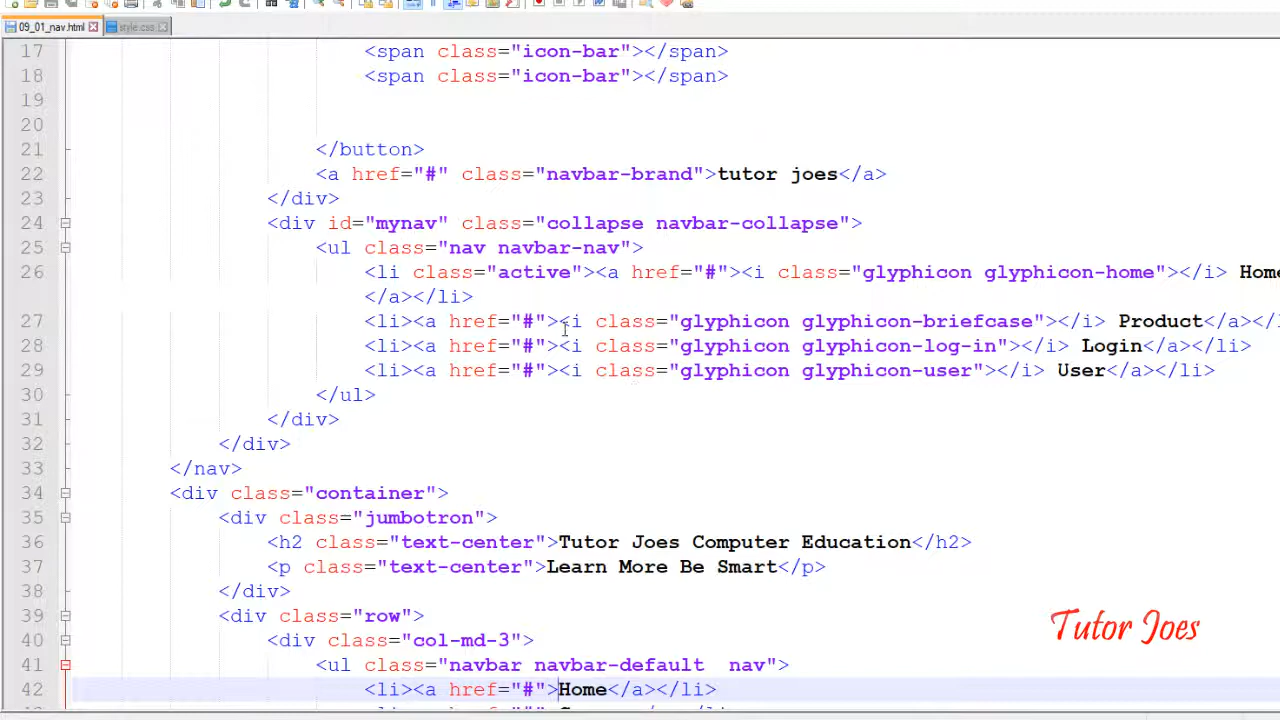 09_01_nav.html style.css
17 <span class="icon-bar"></span>
18 <span class="icon-bar"></span>
19
20
21 </button>
22 <a href="#" class="navbar-brand">tutor joes</a>
23 </div>
24 <div id="mynav" class="collapse navbar-collapse">
25 <ul class="nav navbar-nav">
26 <li class="active"><a href="#"><i class="glyphicon glyphicon-home"></i> Home
</a></li>
27 <li><a href="#"><i class="glyphicon glyphicon-briefcase"></i> Product</a></l
28 <li><a href="#"><i class="glyphicon glyphicon-log-in"></i> Login</a></li>
29 <li><a href="#"><i class="glyphicon glyphicon-user"></i> User</a></li>
30 </ul>
31 </div>
32 </div>
33 </nav>
34 <div class="container">
35 <div class="jumbotron">
36 <h2 class="text-center">Tutor Joes Computer Education</h2>
37 <p class="text-center">Learn More Be Smart</p>
38 </div>
39 <div class="row">
40 <div class="col-md-3">
41 <ul class="navbar navbar-default  nav">
42 <li><a href="#">Home</a></li>
Tutor Joes